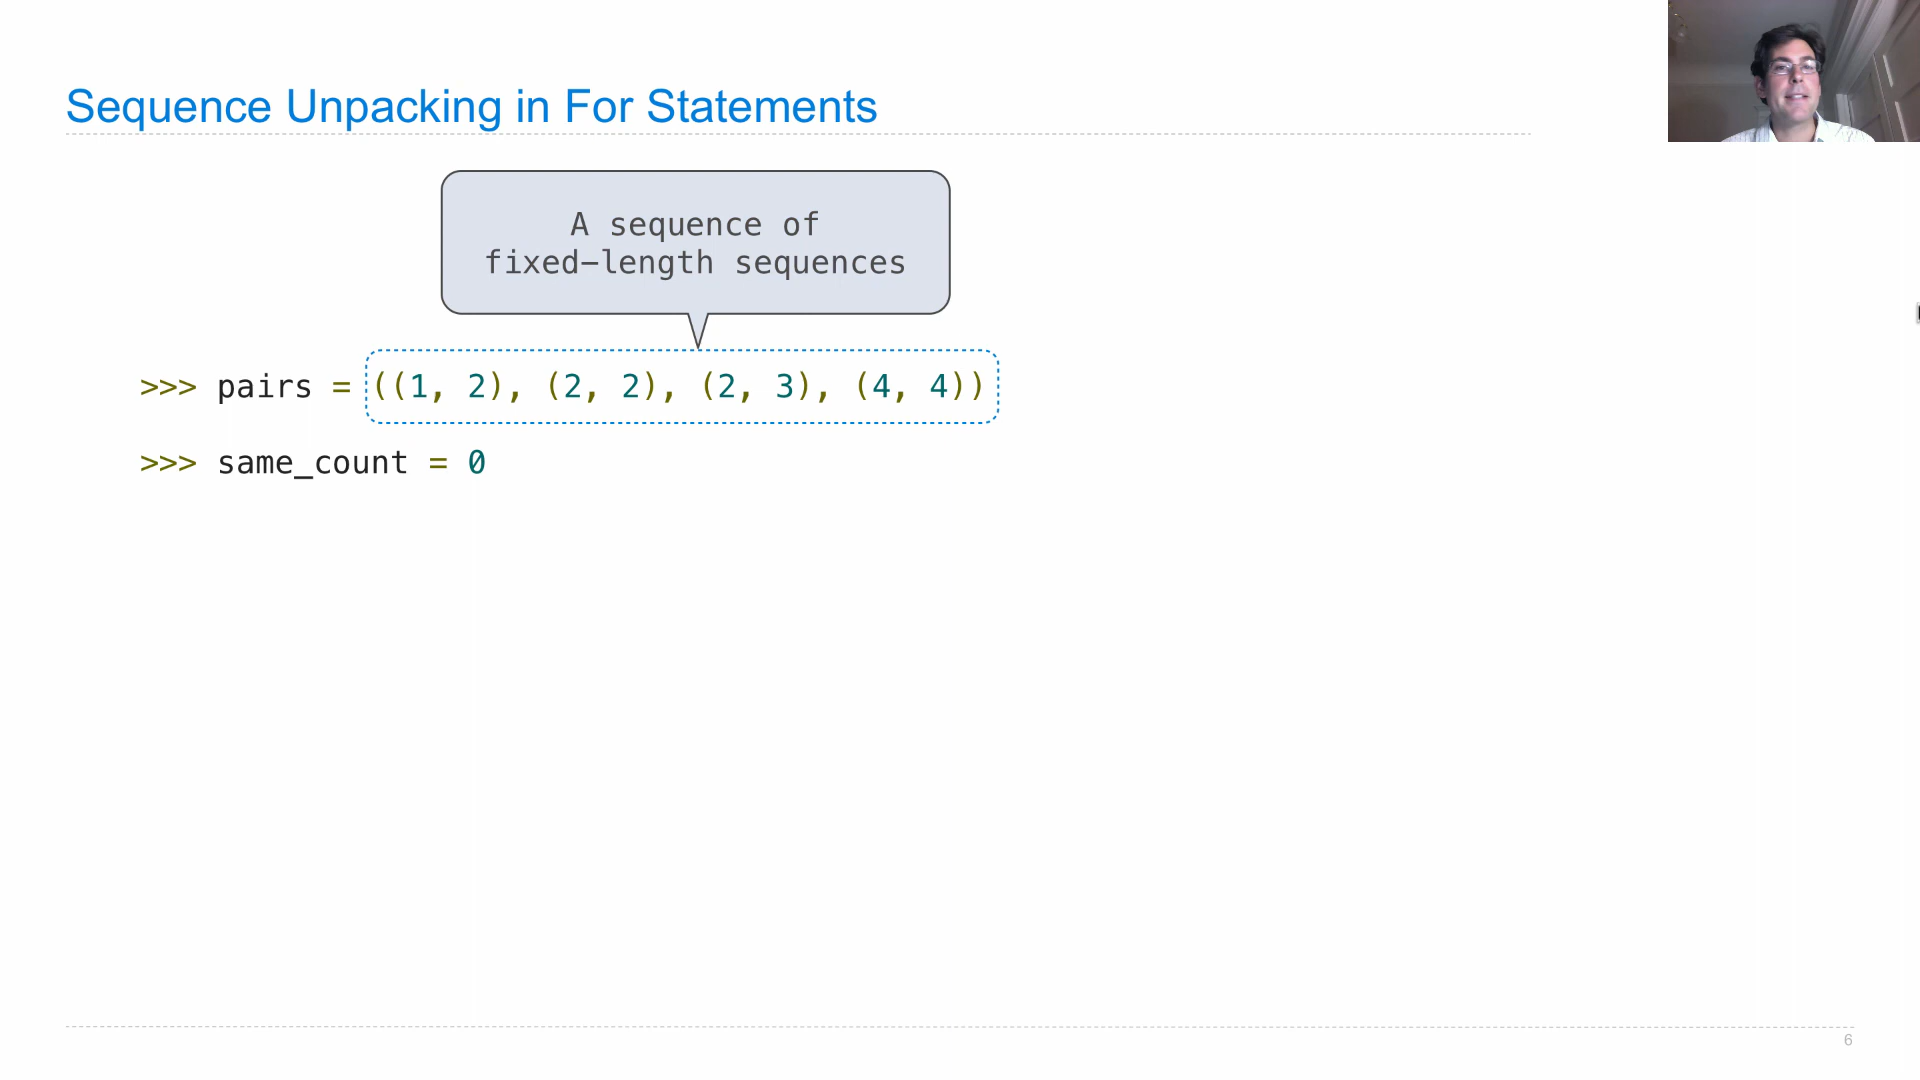 Sequence Unpacking in For Statements
A sequence of
fixed-length sequences
>>> pairs = ((1, 2), (2, 2), (2, 3), (4, 4))
>>> same_count = 0
6